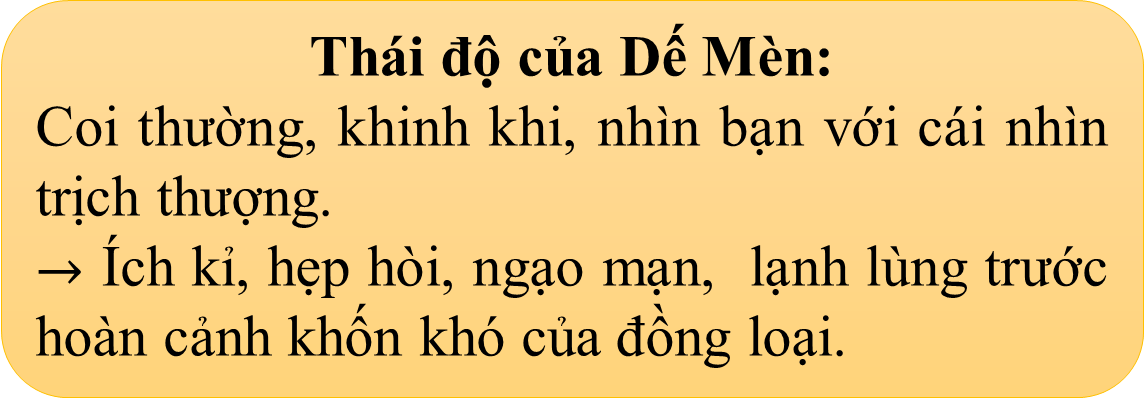 Thái độ của Dế Mèn:
Coi thường, khinh khi, nhìn bạn với cái nhìn
trịch thượng.
→ Ích kỉ, hẹp hòi, ngạo mạn, lạnh lùng trước
hoàn cảnh khốn khó của đồng loại.